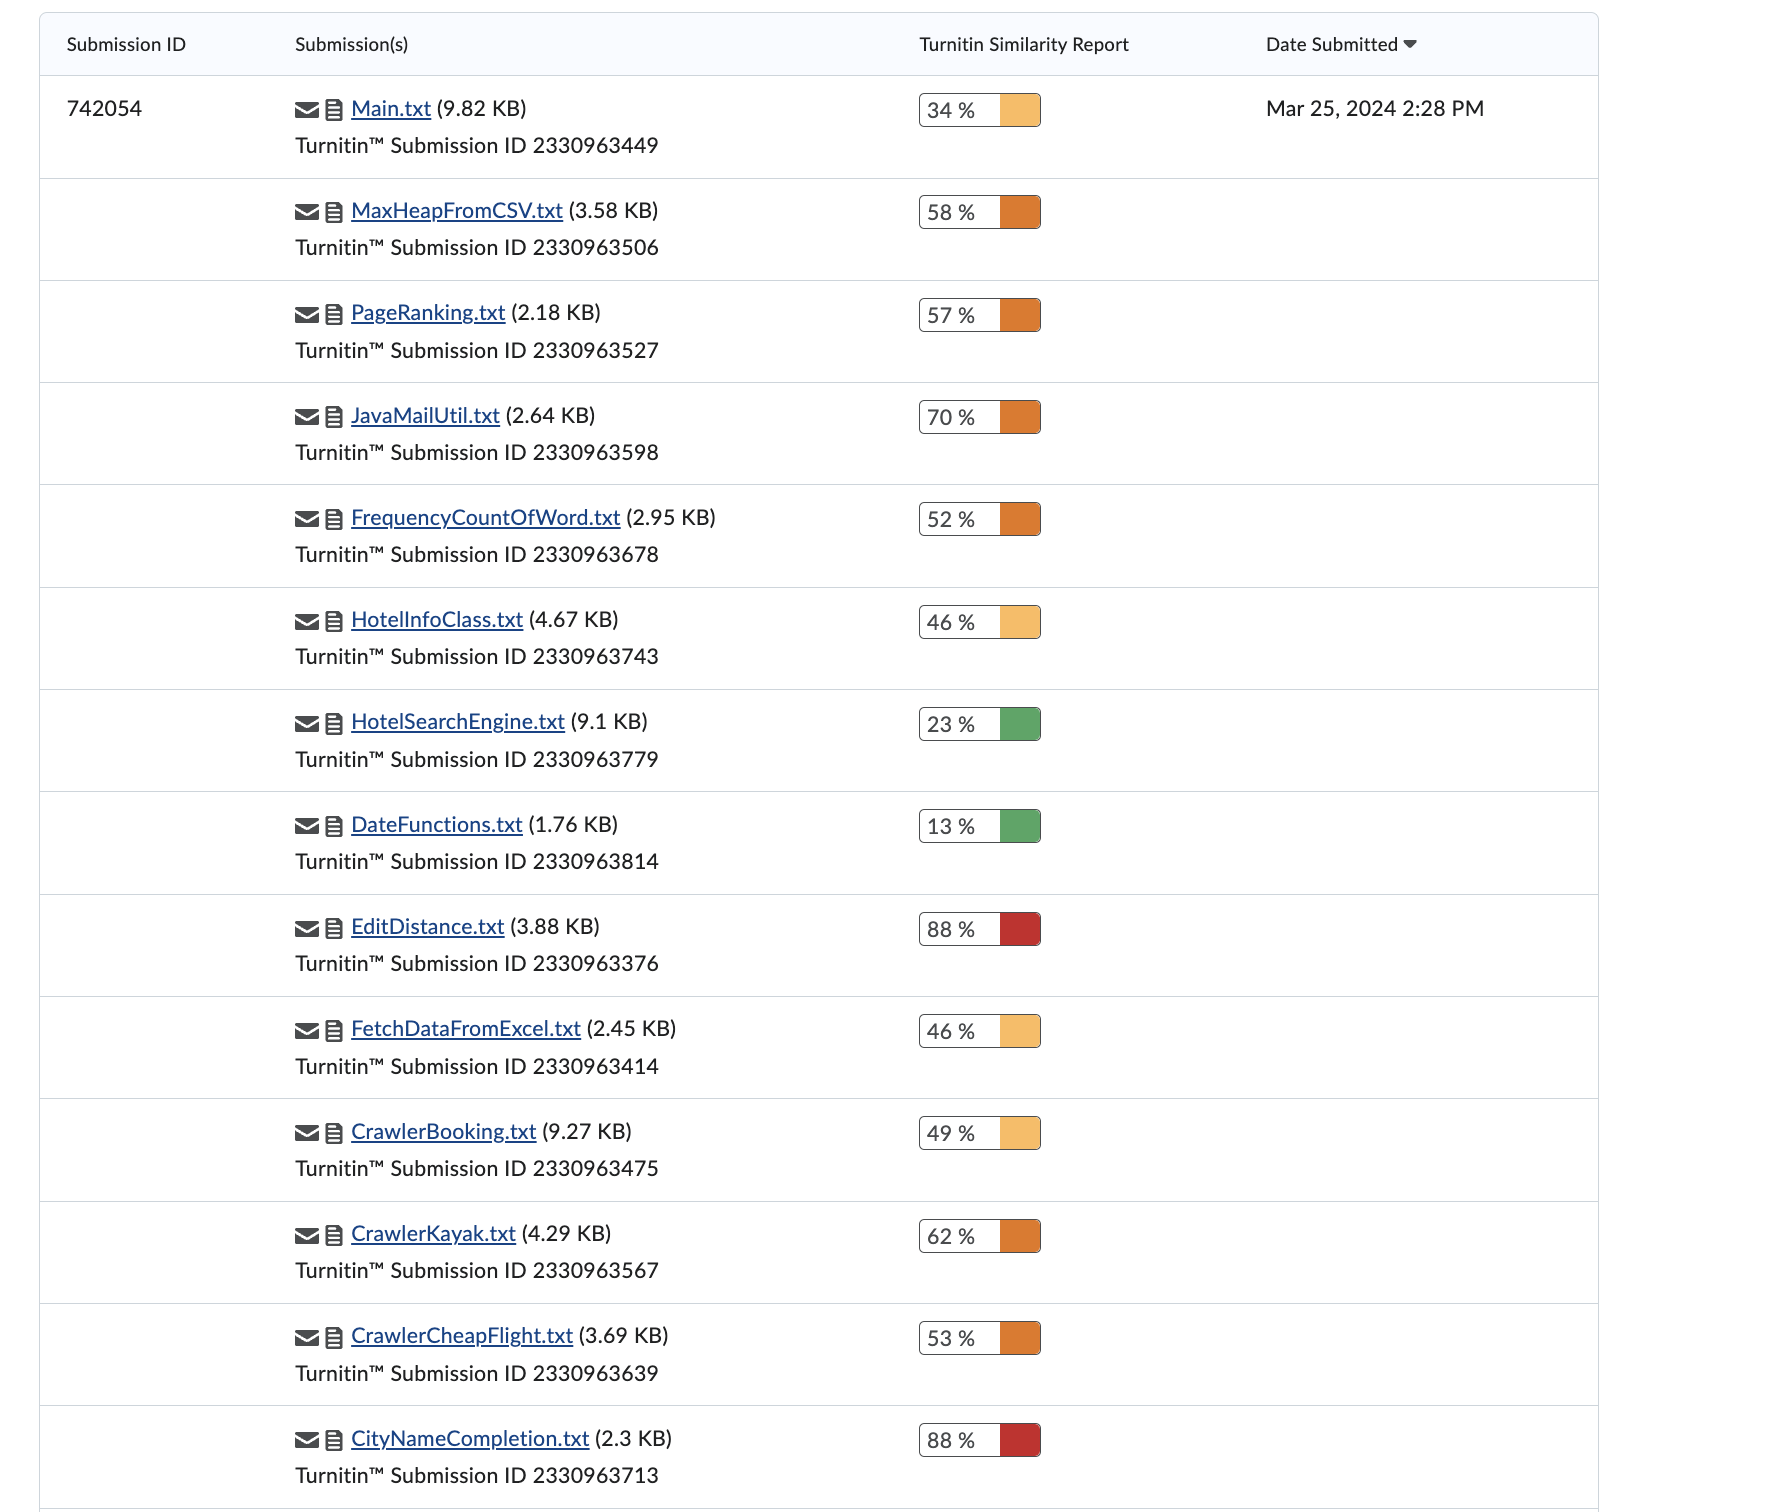 Submission ID Submission(s) Turnitin Similarity Report Date Submitted
742054 Main.txt (9.82 KB) 34 % Mar 25, 2024 2:28 PM
Turnitin™ Submission ID 2330963449
MaxHeapFromCSV.txt (3.58 KB) 58 %
Turnitin™ Submission ID 2330963506
PageRanking.txt (2.18 KB) 57 %
Turnitin™ Submission ID 2330963527
JavaMailUtil.txt (2.64 KB) 70 %
Turnitin™ Submission ID 2330963598
FrequencyCountOfWord.txt (2.95 KB) 52 %
Turnitin™ Submission ID 2330963678
HotelInfoClass.txt (4.67 KB) 46 %
Turnitin™ Submission ID 2330963743
HotelSearchEngine.txt (9.1 KB) 23 %
Turnitin™ Submission ID 2330963779
DateFunctions.txt (1.76 KB) 13 %
Turnitin™ Submission ID 2330963814
EditDistance.txt (3.88 KB) 88 %
Turnitin™ Submission ID 2330963376
FetchDataFromExcel.txt (2.45 KB) 46 %
Turnitin™ Submission ID 2330963414
CrawlerBooking.txt (9.27 KB) 49 %
Turnitin™ Submission ID 2330963475
CrawlerKayak.txt (4.29 KB) 62 %
Turnitin™ Submission ID 2330963567
CrawlerCheapFlight.txt (3.69 KB) 53 %
Turnitin™ Submission ID 2330963639
CityNameCompletion.txt (2.3 KB) 88 %
Turnitin™ Submission ID 2330963713